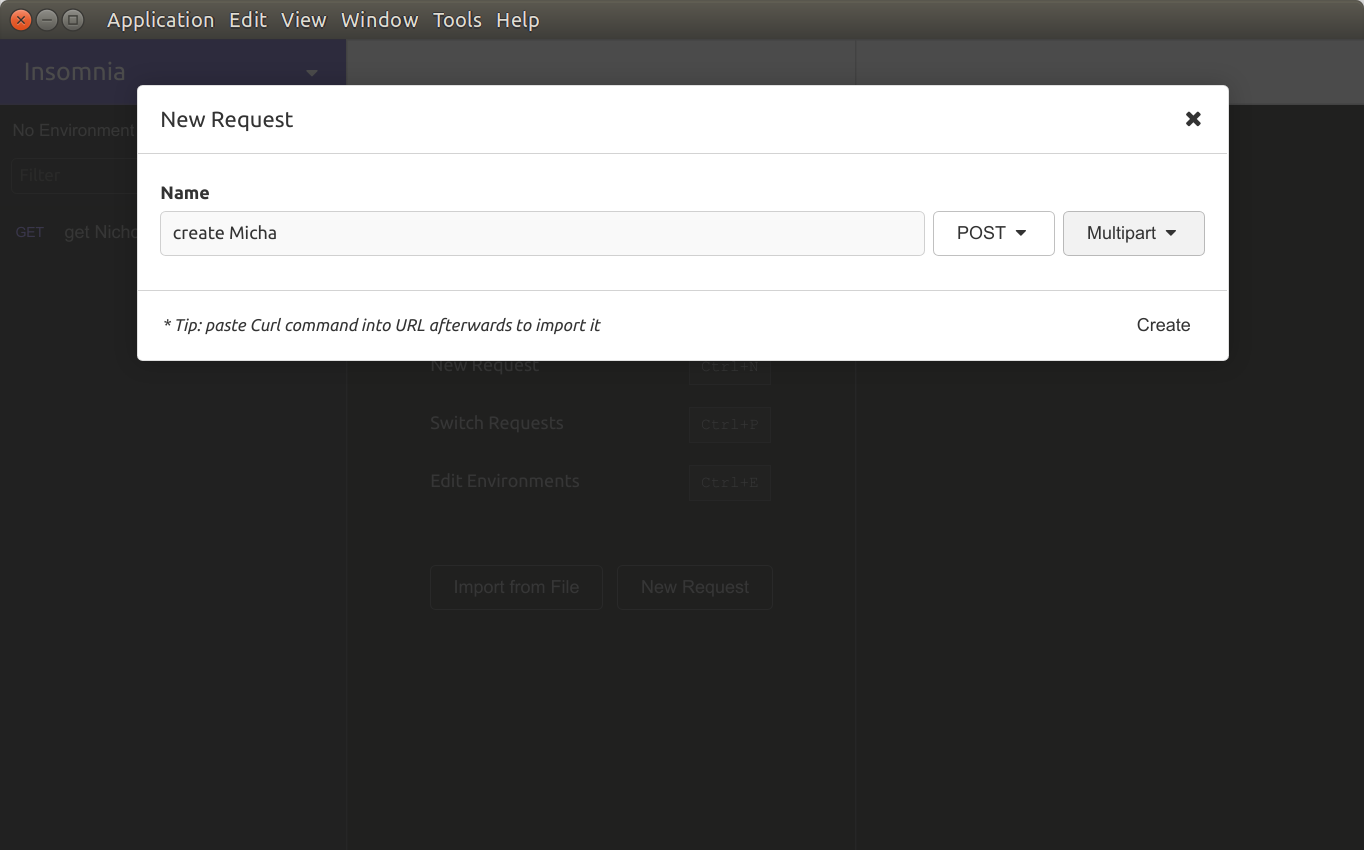 Application Edit View Window Tools Help
Insomnia
New Request
No Environment
Filter
Name
GET get Nicho
create Micha POST Multipart
* Tip: paste Curl command into URL afterwards to import it Create
New Request Ctrl+N
Switch Requests Ctrl+P
Edit Environments Ctrl+E
Import from File New Request